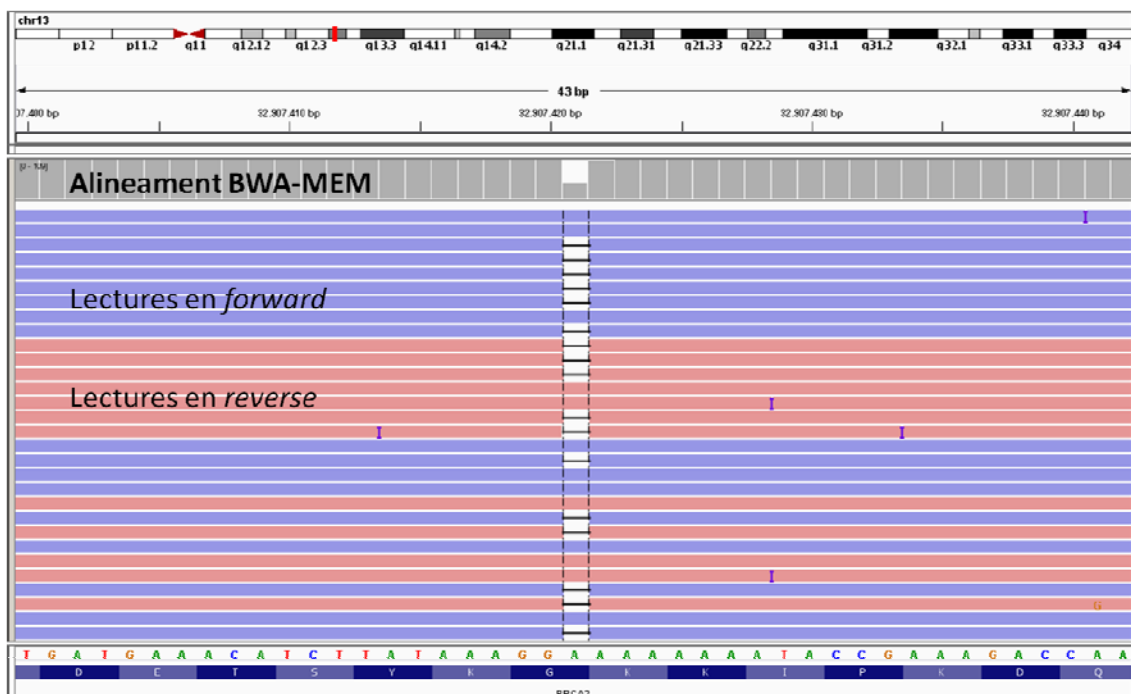 chr13
p12 p11.2 q11 q12.12 q12.3 q13.3 q14.11 q14.2 q21.1 q21.31 q21.33 q22.2 q31.1 q31.2 q32.1 q33.1 q33.3 q34
43 bp
07.400 bp 32.907.410 bp 32.907.420 bp 32.907.430 bp 32.907.440 bp
Alineament BWA-MEM
I
Lectures en forward
Lectures en reverse
I
I I
I
G
T G A T G A A A C A T C T T A T A A A G G A A A A A A A A T A C C G A A A G A C C A A
D E T S Y K G K K I P K D Q